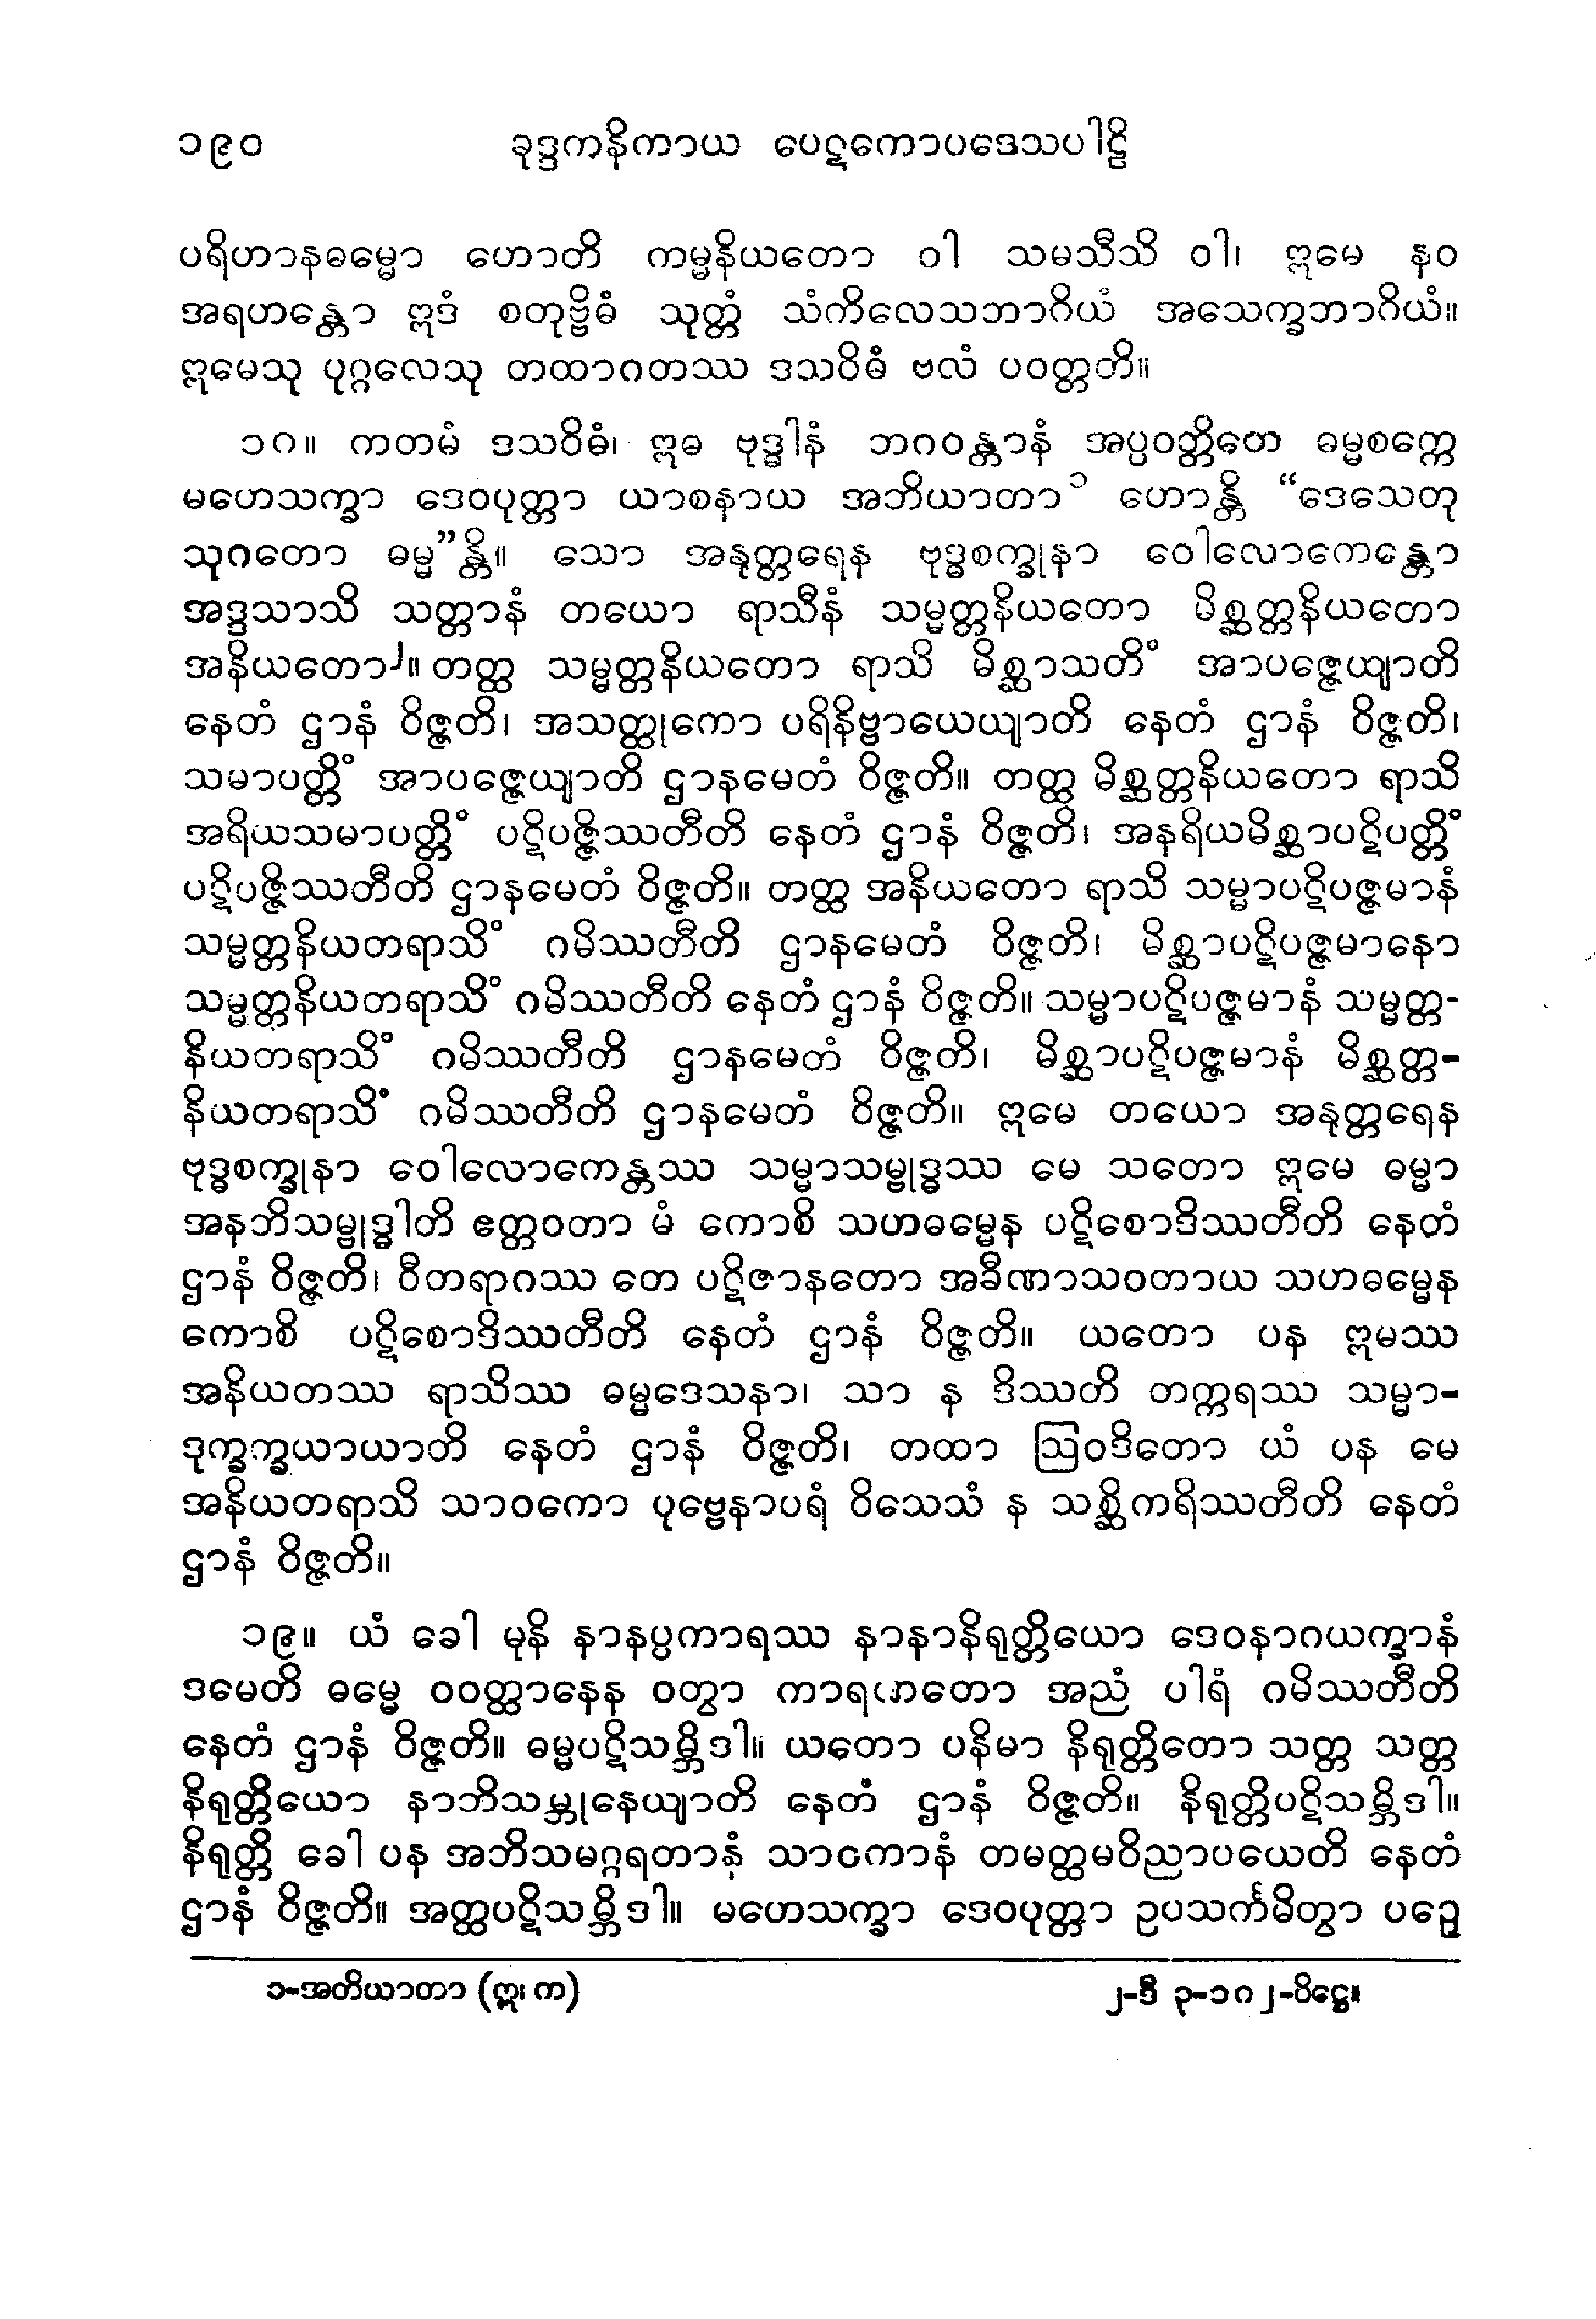 ၁၉၀ ခုဒ္ဒကနိကာယ ပေဋကောပဒေသပါဠိ
ပရိဟာနဓမ္မော ဟောတိ ကမ္မနိယတော ဝါ သမသီသိ ဝါ၊ ဣမေ နဝ
အရဟန္တော ဣဒံ စတုဗ္ဗိဓံ သုတ္တံ သံကိလေသဘာဂိယံ အသေက္ခဘာဂိယံ။
ဣမေသု ပုဂ္ဂလေသု တထာဂတဿ ဒသဝိဓံ ဗလံ ပဝတ္တတိ။
၁၈။ ကတမံ ဒသဝိဓံ၊ ဣဓ ဗုဒ္ဓါနံ ဘဂဝန္တာနံ အပ္ပဝတ္တိတေ ဓမ္မစက္ကေ
မဟေသက္ခာ ဒေဝပုတ္တာ ယာစနာယ အဘိယာတာ ၁ ဟောန္တိ “ဒေသေတု
သုဂတော ဓမ္မ”န္တိ။ သော အနုတ္တရေန ဗုဒ္ဓစက္ခုနာ ဝေါလောကေန္တော
အဒ္ဒသာသိ သတ္တာနံ တယော ရာသီနံ သမ္မတ္တနိယတော မိစ္ဆတ္တနိယတော
အနိယတော၂။ တတ္ထ သမ္မတ္တနိယတော ရာသိ မိစ္ဆာသတိံ အာပဇ္ဇေယျာတိ
နေတံ ဌာနံ ဝိဇ္ဇတိ၊ အသတ္ထုကော ပရိနိဗ္ဗာယေယျာတိ နေတံ ဌာနံ ဝိဇ္ဇတိ၊
သမာပတ္တိံ အာပဇ္ဇေယျာတိ ဌာနမေတံ ဝိဇ္ဇတိ။ တတ္ထ မိစ္ဆတ္တနိယတော ရာသိ
အရိယသမာပတ္တိံ ပဋိပဇ္ဇိဿတီတိ နေတံ ဌာနံ ဝိဇ္ဇတိ၊ အနရိယမိစ္ဆာပဋိပတ္တိံ
ပဋိပဇ္ဇိဿတီတိ ဌာနမေတံ ဝိဇ္ဇတိ။ တတ္ထ အနိယတော ရာသိ သမ္မာပဋိပဇ္ဇမာနံ
သမ္မတ္တနိယတရာသိံ ဂမိဿတီတိ ဌာနမေတံ ဝိဇ္ဇတိ၊ မိစ္ဆာပဋိပဇ္ဇမာနော
သမ္မတ္တနိယတရာသိံ ဂမိဿတီတိ နေတံ ဌာနံ ဝိဇ္ဇတိ။ သမ္မာပဋိပဇ္ဇမာနံ သမ္မတ္တ-
နိယတရာသိံ ဂမိဿတီတိ ဌာနမေတံ ဝိဇ္ဇတိ၊ မိစ္ဆာပဋိပဇ္ဇမာနံ မိစ္ဆတ္တ-
နိယတရာသိံ ဂမိဿတီတိ ဌာနမေတံ ဝိဇ္ဇတိ။ ဣမေ တယော အနုတ္တရေန
ဗုဒ္ဓစက္ခုနာ ဝေါလောကေန္တဿ သမ္မာသမ္ဗုဒ္ဓဿ မေ သတော ဣမေ ဓမ္မာ
အနဘိသမ္ဗုဒ္ဓါတိ ဧတ္တဝတာ မံ ကောစိ သဟဓမ္မေန ပဋိစောဒိဿတီတိ နေတံ
ဌာနံ ဝိဇ္ဇတိ၊ ဝီတရာဂဿ တေ ပဋိဇာနတော အခီဏာသဝတာယ သဟဓမ္မေန
ကောစိ ပဋိစောဒိဿတီတိ နေတံ ဌာနံ ဝိဇ္ဇတိ။ ယတော ပန ဣမဿ
အနိယတဿ ရာသိဿ ဓမ္မဒေသနာ၊ သာ န ဒိဿတိ တက္ကရဿ သမ္မာ-
ဒုက္ခက္ခယာယာတိ နေတံ ဌာနံ ဝိဇ္ဇတိ၊ တထာ ဩဝဒိတော ယံ ပန မေ
အနိယတရာသိ သာဝကော ပုဗ္ဗေနာပရံ ဝိသေသံ န သစ္ဆိကရိဿတီတိ နေတံ
ဌာနံ ဝိဇ္ဇတိ။
၁၉။ ယံ ခေါ မုနိ နာနပ္ပကာရဿ နာနာနိရုတ္တိယော ဒေဝနာဂယက္ခာနံ
ဒမေတိ ဓမ္မေ ဝဝတ္ထာနေန ဝတွာ ကာရဏတော အညံ ပါရံ ဂမိဿတီတိ
နေတံ ဌာနံ ဝိဇ္ဇတိ။ ဓမ္မပဋိသမ္ဘိဒါ။ ယတော ပနိမာ နိရုတ္တိတော သတ္တ သတ္တ
နိရုတ္တိယော နာဘိသမ္ဘုနေယျာတိ နေတံ ဌာနံ ဝိဇ္ဇတိ။ နိရုတ္တိပဋိသမ္ဘိဒါ။
နိရုတ္တိ ခေါ ပန အဘိသမဂ္ဂရတာနံ သာဝကာနံ တမတ္ထမဝိညာပယေတိ နေတံ
ဌာနံ ဝိဇ္ဇတိ။ အတ္ထပဋိသမ္ဘိဒါ။ မဟေသက္ခာ ဒေဝပုတ္တာ ဥပသင်္ကမိတွာ ပဉှေ
၁-အတိယာတာ (ဣ၊ က) ၂-ဒီ ၃-၁၈၂-ပိဋ္ဌေ။